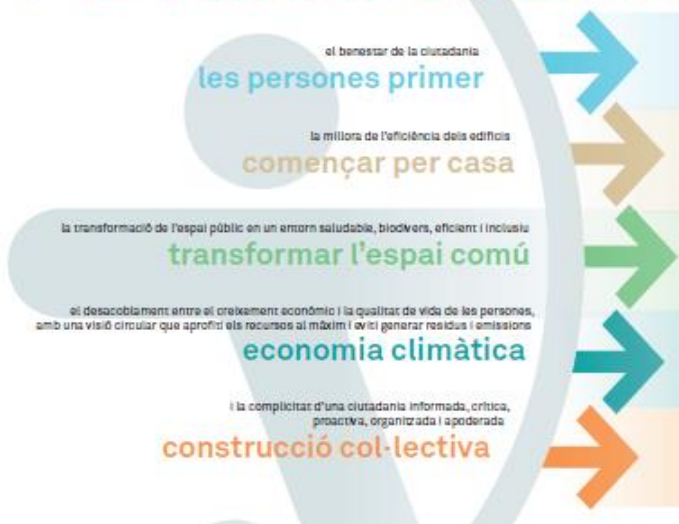 el benestar de la ciutadania
les persones primer
la millora de l'eficiència dels edificis
començar per casa
la transformació de l'espai públic en un entorn saludable, biodivers, eficient i inclusiu
transformar l'espai comú
el desacoblament entre el creixement econòmic i la qualitat de vida de les persones,
amb una visió circular que aprofiti els recursos al màxim i eviti generar residus i emissions
economia climàtica
i la complicitat d'una ciutadania informada, crítica,
proactiva, organitzada i apoderada
construcció col·lectiva